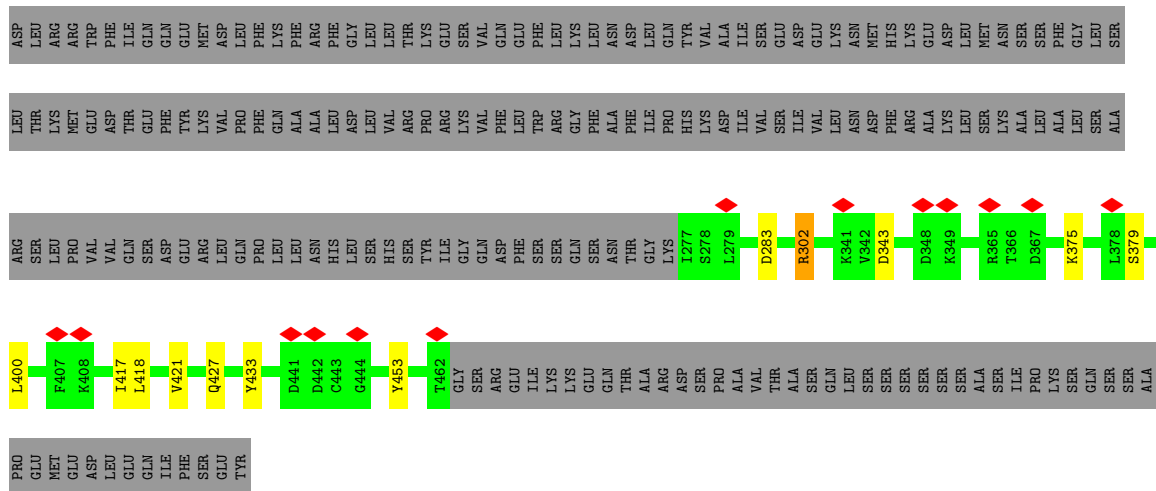 ASP LEU ARG ARG TRP PHE ILE GLN GLN GLU MET ASP LEU PHE LYS PHE ARG PHE GLY LEU LEU THR LYS GLU SER VAL GLN GLU PHE LEU LYS LEU ASN ASP LEU GLN TYR VAL ALA ILE SER GLU ASP GLU LYS ASN MET HIS LYS GLU ASP LEU MET ASN SER SER PHE GLY LEU SER
LEU THR LYS MET GLU ASP THR GLU PHE TYR LYS VAL PRO PHE GLN ALA ALA LEU ASP LEU VAL ARG PRO ARG LYS VAL PHE LEU TRP ARG GLY PHE ALA PHE ILE PRO HIS LYS ASP ILE VAL SER ILE VAL LEU ASN ASP PHE ARG ALA LYS LEU SER LYS ALA LEU ALA LEU SER ALA
ARG SER LEU PRO VAL VAL GLN SER ASP GLU ARG LEU GLN PRO LEU LEU ASN HIS LEU SER HIS SER TYR ILE GLY GLN ASP PHE SER SER GLN SER ASN THR GLY LYS I277 S278 L279 D283 R302 K341 V342 D343 D348 K349 R365 T366 D367 K375 L378 S379
L400 F407 K408 I417 L418 V421 Q427 Y433 D441 D442 C443 G444 Y453 T462 GLY SER ARG GLU ILE LYS LYS GLU GLN THR ALA ARG ASP SER PRO ALA VAL THR ALA SER GLN LEU SER SER SER SER SER ALA SER ILE PRO LYS SER GLN SER SER ALA
PRO GLU MET GLU ASP LEU GLU GLN ILE PHE SER GLU TYR